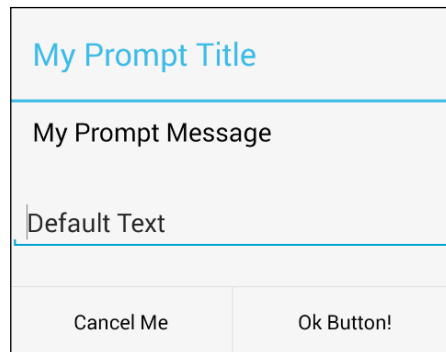 My Prompt Title
My Prompt Message
Default Text
Cancel Me
Ok Button!